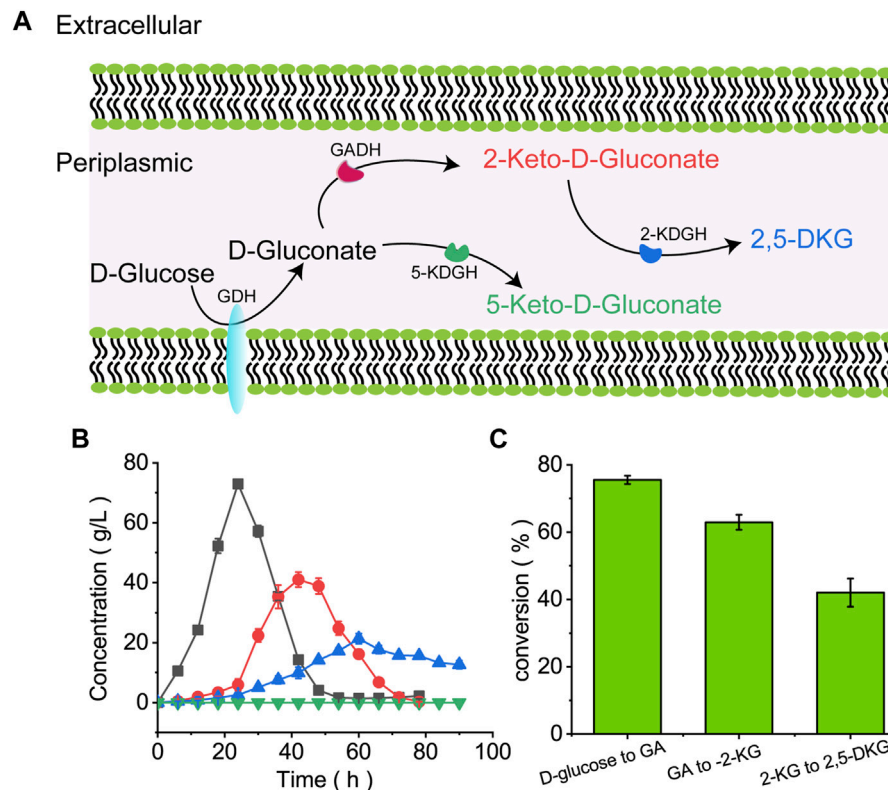 A Extracellular
Periplasmic
GADH
2-Keto-D-Gluconate
D-Gluconate
2-KDGH
2,5-DKG
D-Glucose
5-KDGH
GDH
5-Keto-D-Gluconate
B
80
60
40
20
0
Concentration ( g/L )
0 20 40 60 80 100
Time ( h )
C
80
60
40
20
0
conversion ( % )
D-glucose to GA
GA to -2-KG
2-KG to 2,5-DKG